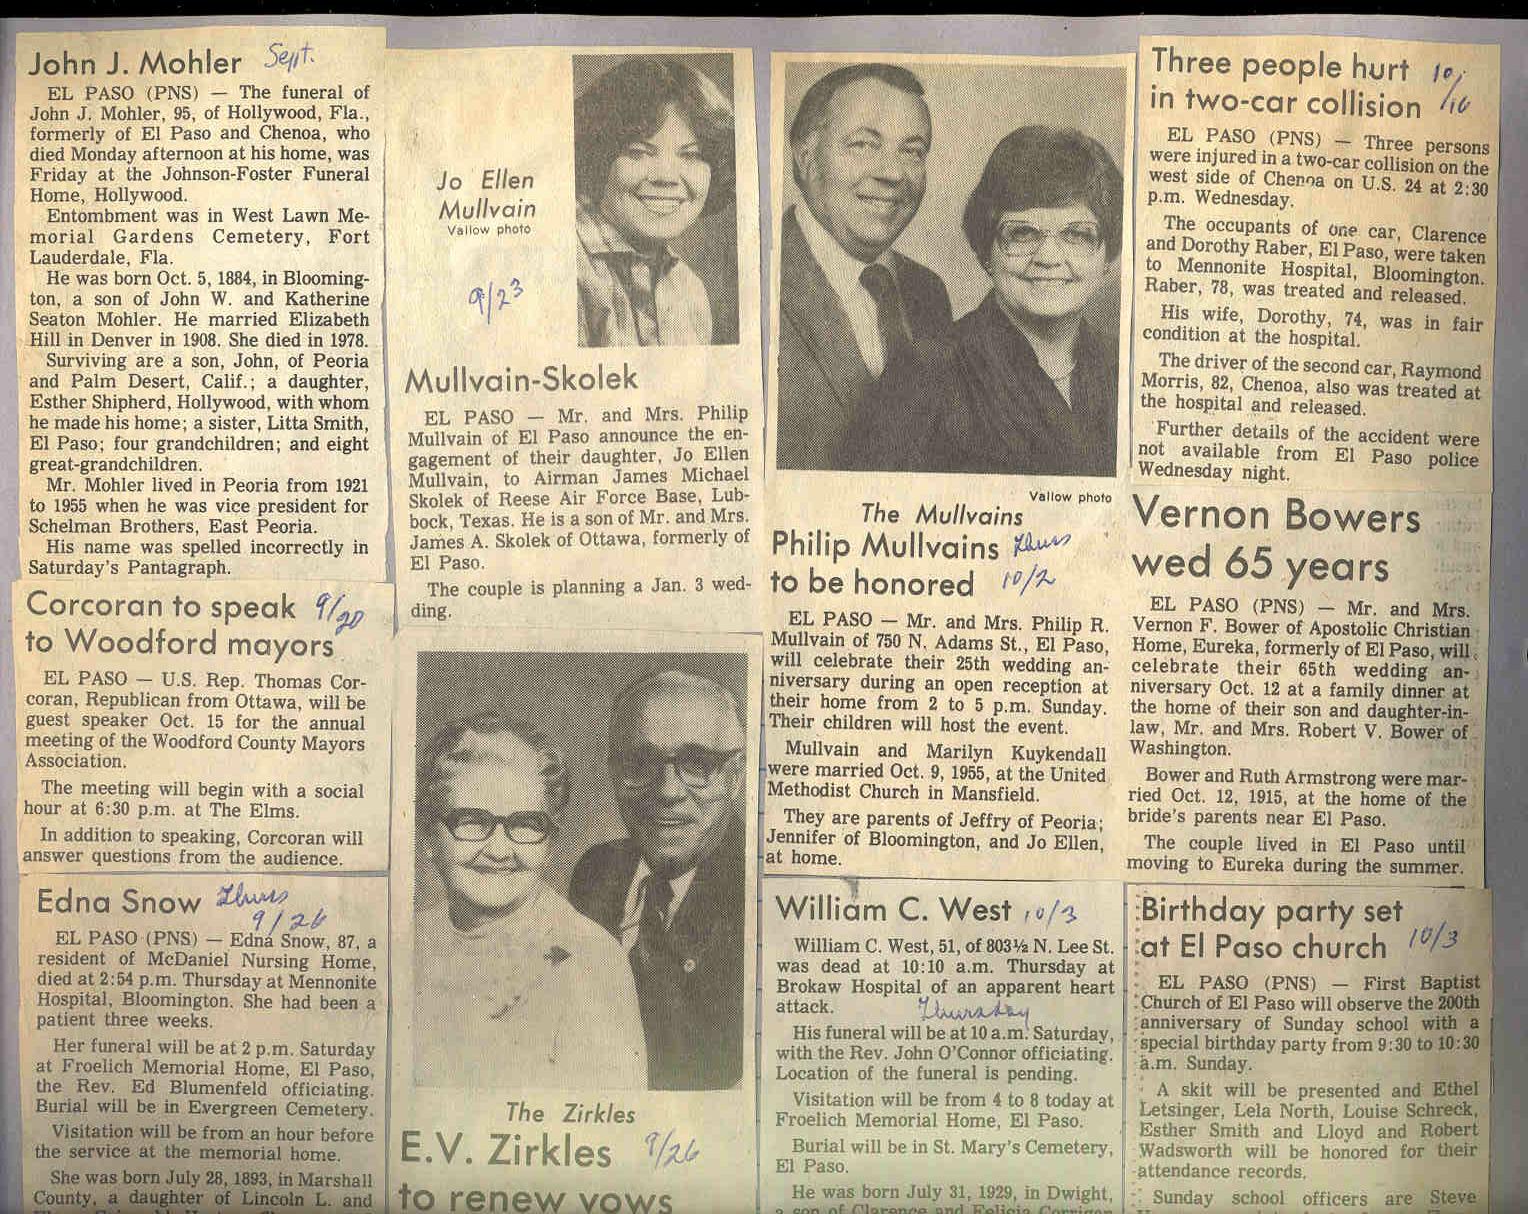 John J. Mohler Sept.
EL PASO (PNS) — The funeral of
John J. Mohler, 95, of Hollywood, Fla.,
formerly of El Paso and Chenoa, who
died Monday afternoon at his home, was
Friday at the Johnson-Foster Funeral
Home, Hollywood.
Entombment was in West Lawn Me-
morial Gardens Cemetery, Fort
Lauderdale, Fla.
He was born Oct. 5, 1884, in Blooming-
ton, a son of John W. and Katherine
Seaton Mohler. He married Elizabeth
Hill in Denver in 1908. She died in 1978.
Surviving are a son, John, of Peoria
and Palm Desert, Calif.; a daughter,
Esther Shipherd, Hollywood, with whom
he made his home; a sister, Litta Smith,
El Paso; four grandchildren; and eight
great-grandchildren.
Mr. Mohler lived in Peoria from 1921
to 1955 when he was vice president for
Schelman Brothers, East Peoria.
His name was spelled incorrectly in
Saturday's Pantagraph.
Corcoran to speak 9/20
to Woodford mayors
EL PASO — U.S. Rep. Thomas Cor-
coran, Republican from Ottawa, will be
guest speaker Oct. 15 for the annual
meeting of the Woodford County Mayors
Association.
The meeting will begin with a social
hour at 6:30 p.m. at The Elms.
In addition to speaking, Corcoran will
answer questions from the audience.
Edna Snow Thurs
9/26
EL PASO (PNS) — Edna Snow, 87, a
resident of McDaniel Nursing Home,
died at 2:54 p.m. Thursday at Mennonite
Hospital, Bloomington. She had been a
patient three weeks.
Her funeral will be at 2 p.m. Saturday
at Froelich Memorial Home, El Paso,
the Rev. Ed Blumenfeld officiating.
Burial will be in Evergreen Cemetery.
Visitation will be from an hour before
the service at the memorial home.
She was born July 28, 1893, in Marshall
County, a daughter of Lincoln L. and
Jo Ellen
Mullvain
Vallow photo
9/23
Mullvain-Skolek
EL PASO — Mr. and Mrs. Philip
Mullvain of El Paso announce the en-
gagement of their daughter, Jo Ellen
Mullvain, to Airman James Michael
Skolek of Reese Air Force Base, Lub-
bock, Texas. He is a son of Mr. and Mrs.
James A. Skolek of Ottawa, formerly of
El Paso.
The couple is planning a Jan. 3 wed-
ding.
The Zirkles
E.V. Zirkles 9/26
to renew vows
Vallow photo
The Mullvains
Philip Mullvains Thurs
to be honored 10/2
EL PASO — Mr. and Mrs. Philip R.
Mullvain of 750 N. Adams St., El Paso,
will celebrate their 25th wedding an-
niversary during an open reception at
their home from 2 to 5 p.m. Sunday.
Their children will host the event.
Mullvain and Marilyn Kuykendall
were married Oct. 9, 1955, at the United
Methodist Church in Mansfield.
They are parents of Jeffry of Peoria;
Jennifer of Bloomington, and Jo Ellen,
at home.
William C. West 10/3
William C. West, 51, of 803½ N. Lee St.
was dead at 10:10 a.m. Thursday at
Brokaw Hospital of an apparent heart
attack. Thursday
His funeral will be at 10 a.m. Saturday,
with the Rev. John O'Connor officiating.
Location of the funeral is pending.
Visitation will be from 4 to 8 today at
Froelich Memorial Home, El Paso.
Burial will be in St. Mary's Cemetery,
El Paso.
He was born July 31, 1929, in Dwight,
a son of Clarence and Felicia Corrigan
Three people hurt 10/
in two-car collision /10
EL PASO (PNS) — Three persons
were injured in a two-car collision on the
west side of Chenoa on U.S. 24 at 2:30
p.m. Wednesday.
The occupants of one car, Clarence
and Dorothy Raber, El Paso, were taken
to Mennonite Hospital, Bloomington.
Raber, 78, was treated and released.
His wife, Dorothy, 74, was in fair
condition at the hospital.
The driver of the second car, Raymond
Morris, 82, Chenoa, also was treated at
the hospital and released.
Further details of the accident were
not available from El Paso police
Wednesday night.
Vernon Bowers
wed 65 years
EL PASO (PNS) — Mr. and Mrs.
Vernon F. Bower of Apostolic Christian
Home, Eureka, formerly of El Paso, will
celebrate their 65th wedding an-
niversary Oct. 12 at a family dinner at
the home of their son and daughter-in-
law, Mr. and Mrs. Robert V. Bower of
Washington.
Bower and Ruth Armstrong were mar-
ried Oct. 12, 1915, at the home of the
bride's parents near El Paso.
The couple lived in El Paso until
moving to Eureka during the summer.
Birthday party set
at El Paso church 10/3
EL PASO (PNS) — First Baptist
Church of El Paso will observe the 200th
anniversary of Sunday school with a
special birthday party from 9:30 to 10:30
a.m. Sunday.
A skit will be presented and Ethel
Letsinger, Lela North, Louise Schreck,
Esther Smith and Lloyd and Robert
Wadsworth will be honored for their
attendance records.
Sunday school officers are Steve